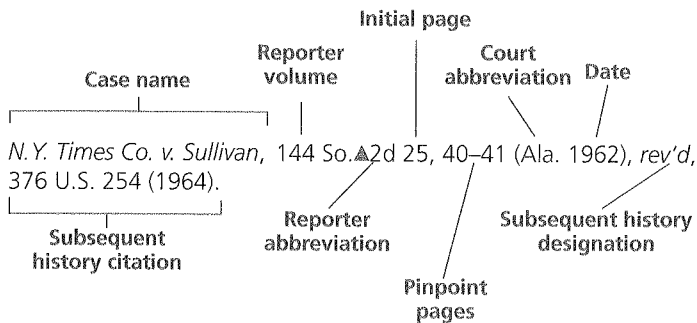 Initial page
Reporter
volume
Court
abbreviation
Date
Case name
N.Y. Times Co. v. Sullivan, 144 So.▲2d 25, 40–41 (Ala. 1962), rev'd,
376 U.S. 254 (1964).
Subsequent
history citation
Reporter
abbreviation
Subsequent history
designation
Pinpoint
pages